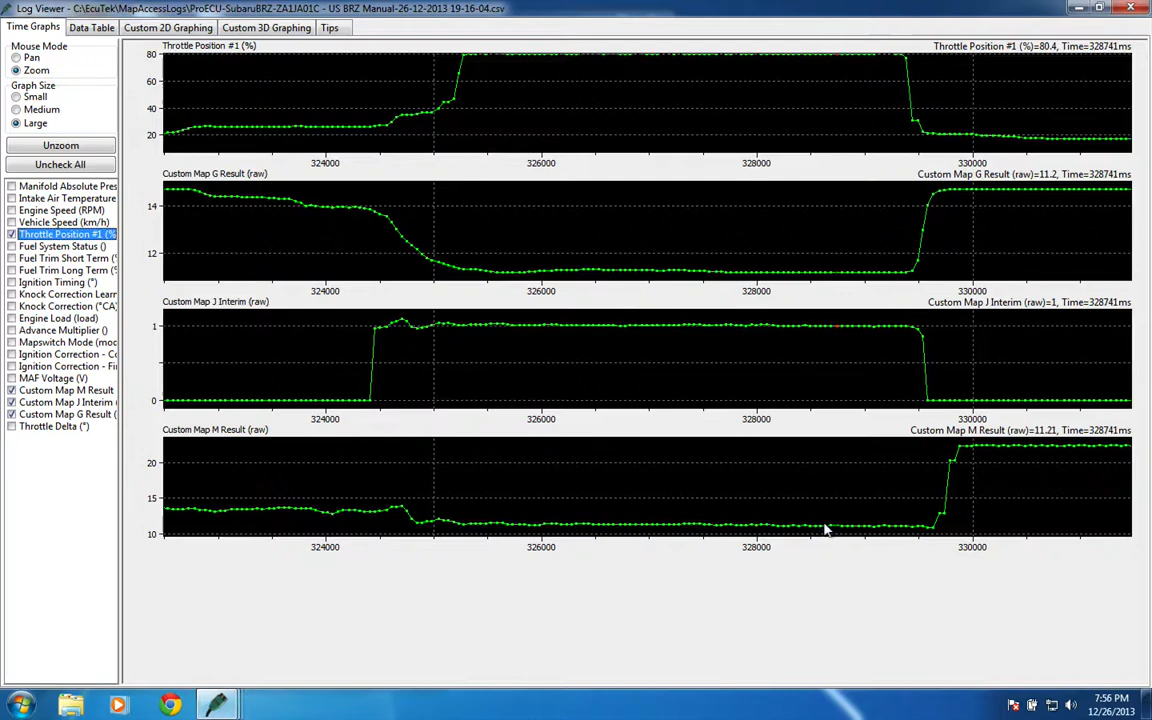 Log Viewer - C:\EcuTek\MapAccessLogs\ProECU-SubaruBRZ-ZA1JA01C - US BRZ Manual-26-12-2013 19-16-04.csv
Time Graphs Data Table Custom 2D Graphing Custom 3D Graphing Tips
Mouse Mode
Pan
Zoom
Graph Size
Small
Medium
Large
Unzoom
Uncheck All
Manifold Absolute Pres
Intake Air Temperature
Engine Speed (RPM)
Vehicle Speed (km/h)
Throttle Position #1 (%
Fuel System Status ()
Fuel Trim Short Term (%
Fuel Trim Long Term (%
Ignition Timing (°)
Knock Correction Learn
Knock Correction (°CA)
Engine Load (load)
Advance Multiplier ()
Mapswitch Mode (mod
Ignition Correction - Co
Ignition Correction - Fi
MAF Voltage (V)
Custom Map M Result
Custom Map J Interim (
Custom Map G Result (
Throttle Delta (°)
Throttle Position #1 (%) Throttle Position #1 (%)=80.4, Time=328741ms
80
60
40
20
324000 326000 328000 330000
Custom Map G Result (raw) Custom Map G Result (raw)=11.2, Time=328741ms
14
12
324000 326000 328000 330000
Custom Map J Interim (raw) Custom Map J Interim (raw)=1, Time=328741ms
1
0
324000 326000 328000 330000
Custom Map M Result (raw) Custom Map M Result (raw)=11.21, Time=328741ms
20
15
10
324000 326000 328000 330000
7:56 PM
12/26/2013